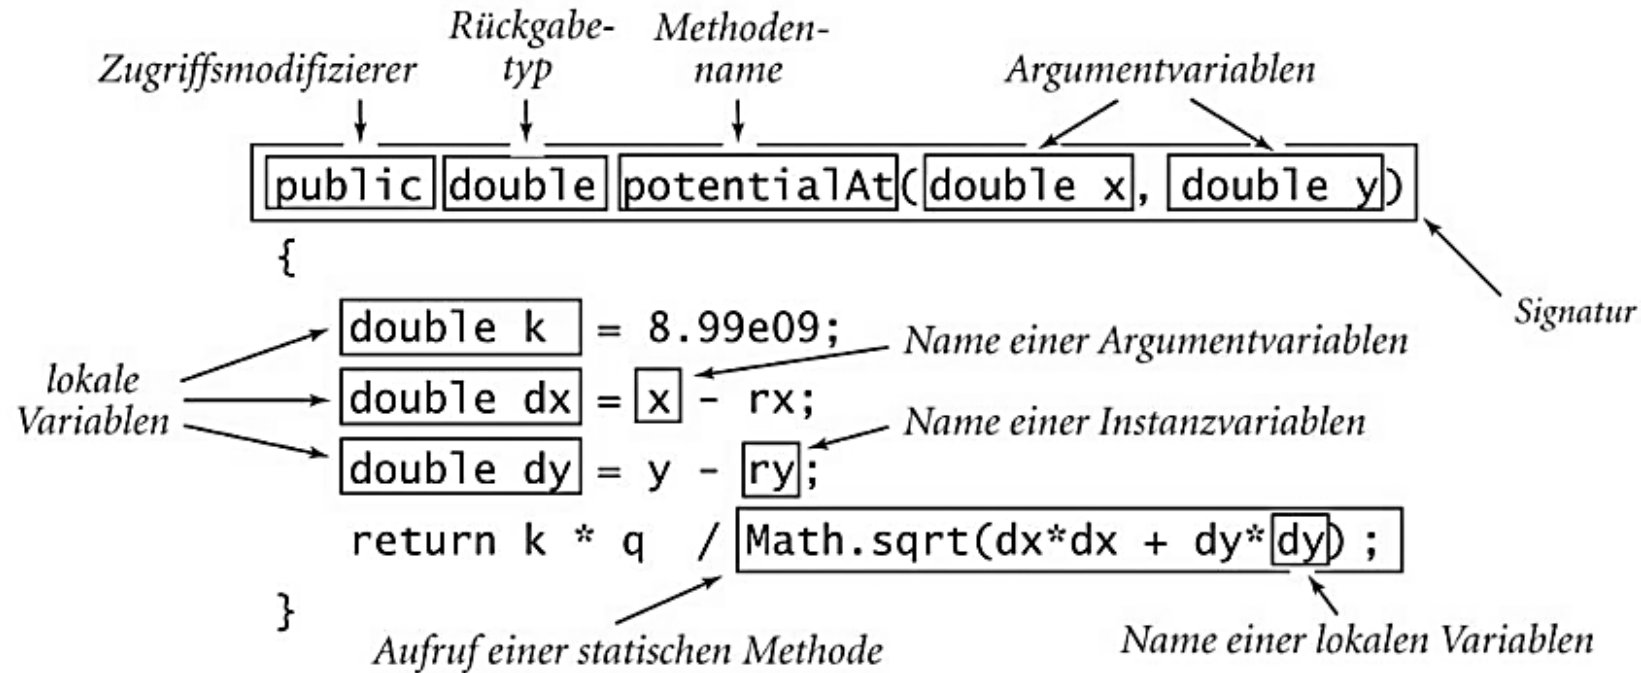 Rückgabe-
typ
Methoden-
name
Zugriffsmodifizierer
Argumentvariablen
public double potentialAt(double x, double y)
Signatur
{
double k = 8.99e09;
Name einer Argumentvariablen
lokale
Variablen
double dx = x - rx;
Name einer Instanzvariablen
double dy = y - ry;
return k * q / Math.sqrt(dx*dx + dy*dy) ;
}
Aufruf einer statischen Methode
Name einer lokalen Variablen